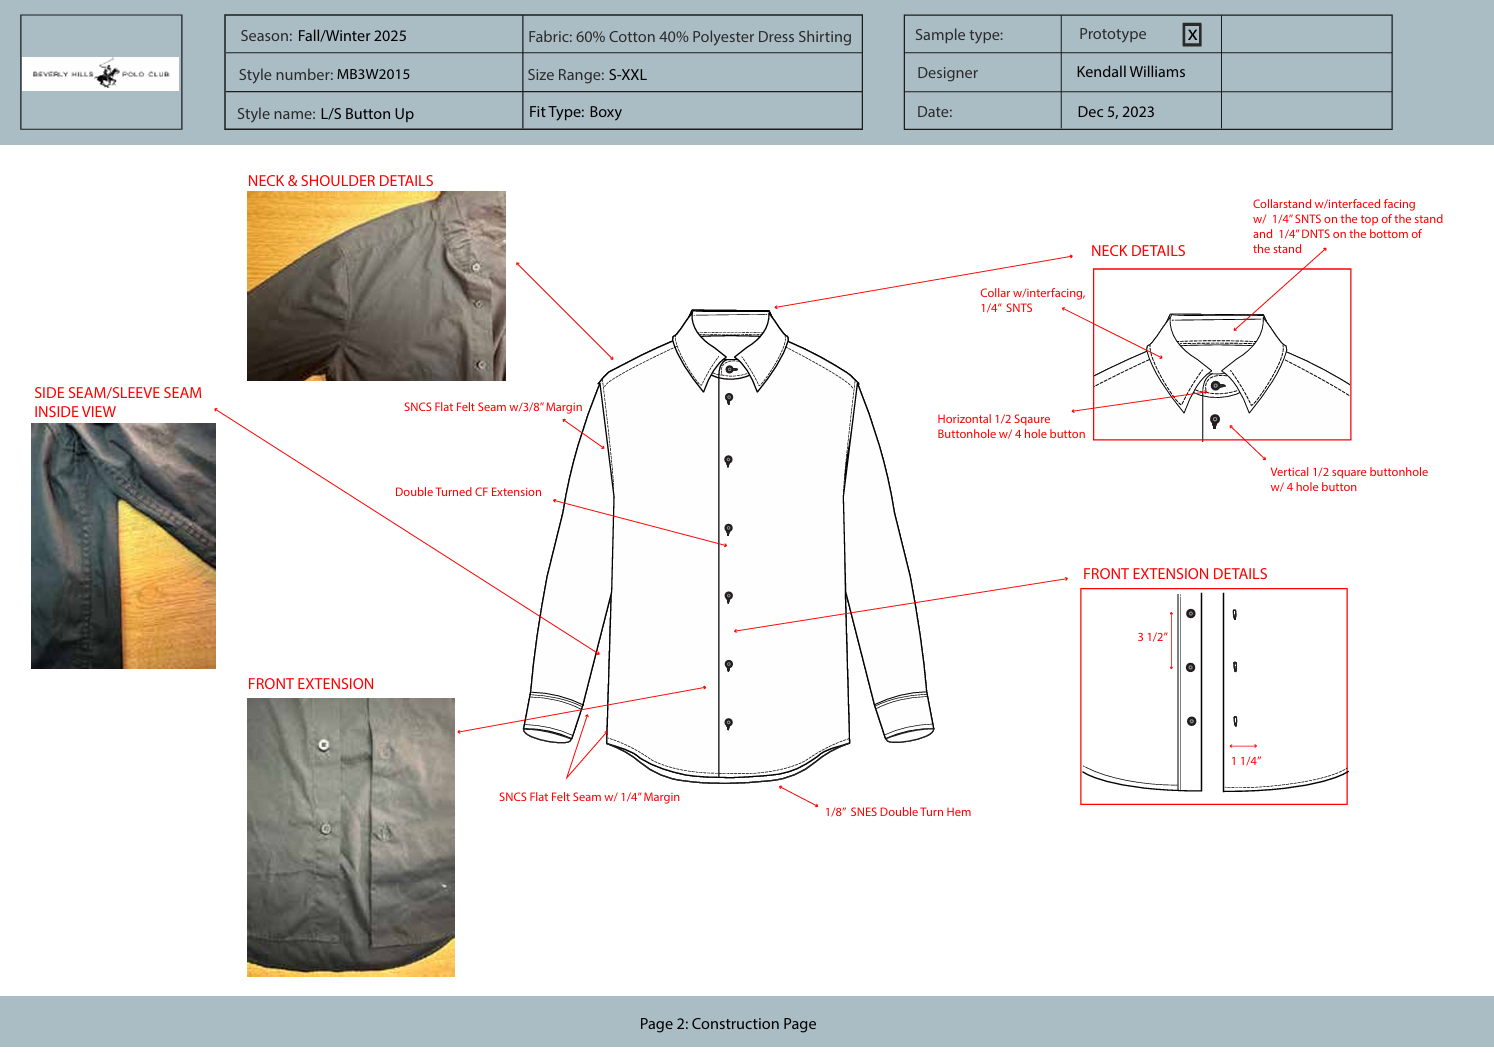 BEVERLY HILLS POLO CLUB
Season: Fall/Winter 2025
Fabric: 60% Cotton 40% Polyester Dress Shirting
Style number: MB3W2015
Size Range: S-XXL
Style name: L/S Button Up
Fit Type: Boxy
Sample type: Prototype X
Designer Kendall Williams
Date: Dec 5, 2023
NECK & SHOULDER DETAILS
Collarstand w/interfaced facing
w/ 1/4" SNTS on the top of the stand
and 1/4" DNTS on the bottom of
the stand
NECK DETAILS
Collar w/interfacing,
1/4" SNTS
SIDE SEAM/SLEEVE SEAM
INSIDE VIEW
SNCS Flat Felt Seam w/3/8" Margin
Horizontal 1/2 Sqaure
Buttonhole w/ 4 hole button
Vertical 1/2 square buttonhole
w/ 4 hole button
Double Turned CF Extension
FRONT EXTENSION DETAILS
3 1/2"
1 1/4"
FRONT EXTENSION
SNCS Flat Felt Seam w/ 1/4" Margin
1/8" SNES Double Turn Hem
Page 2: Construction Page